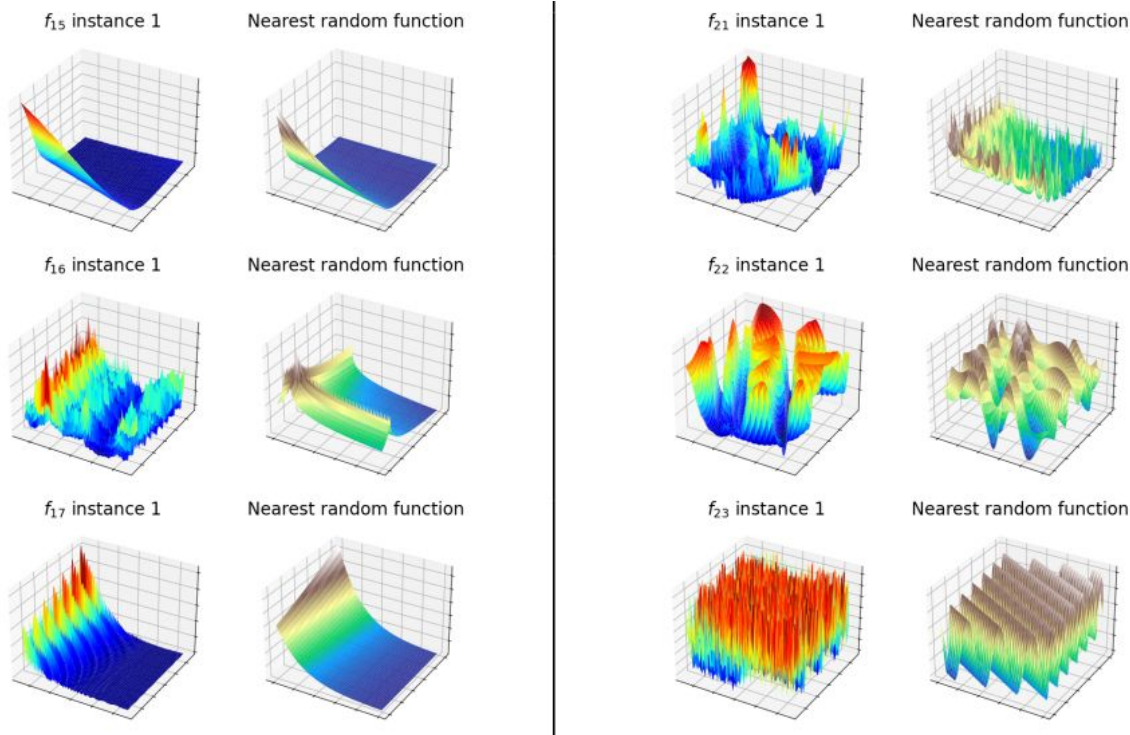 f15 instance 1 Nearest random function
f21 instance 1 Nearest random function
f16 instance 1 Nearest random function
f22 instance 1 Nearest random function
f17 instance 1 Nearest random function
f23 instance 1 Nearest random function